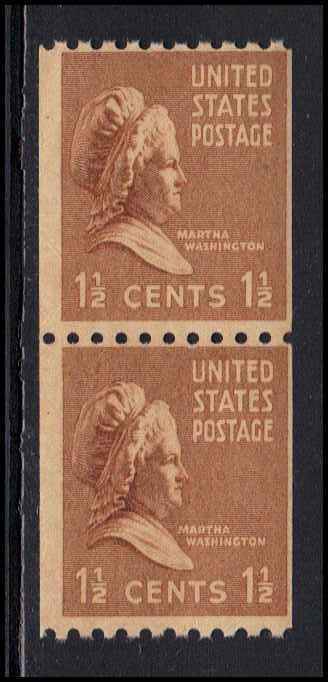 UNITED
STATES
POSTAGE
MARTHA
WASHINGTON
1½ CENTS 1½
UNITED
STATES
POSTAGE
MARTHA
WASHINGTON
1½ CENTS 1½